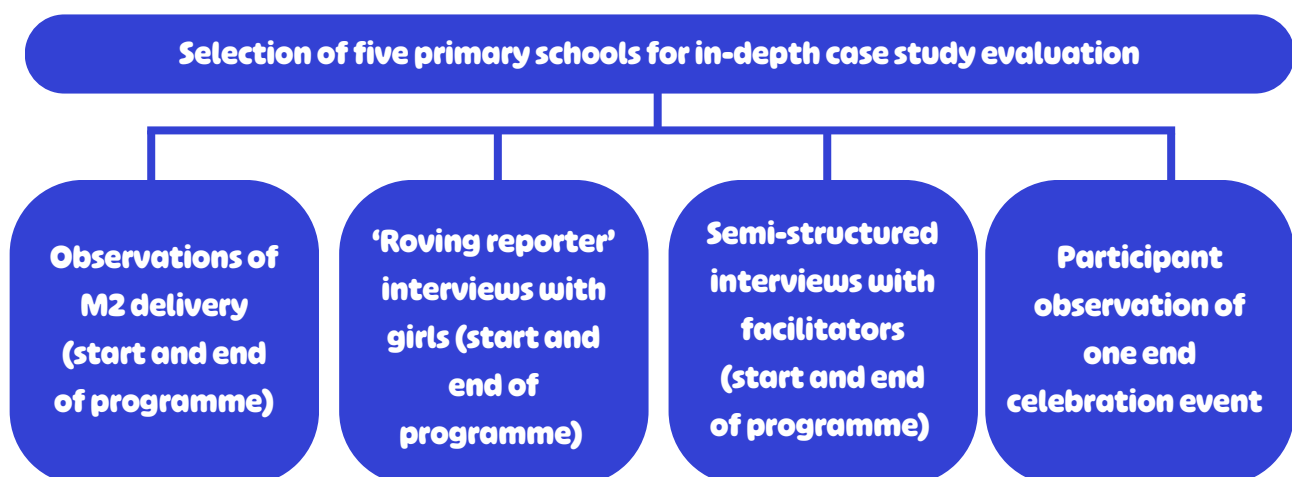 Selection of five primary schools for in-depth case study evaluation
Observations of
M2 delivery
(start and end
of programme)
‘Roving reporter’
interviews with
girls (start and
end of
programme)
Semi-structured
interviews with
facilitators
(start and end
of programme)
Participant
observation of
one end
celebration event